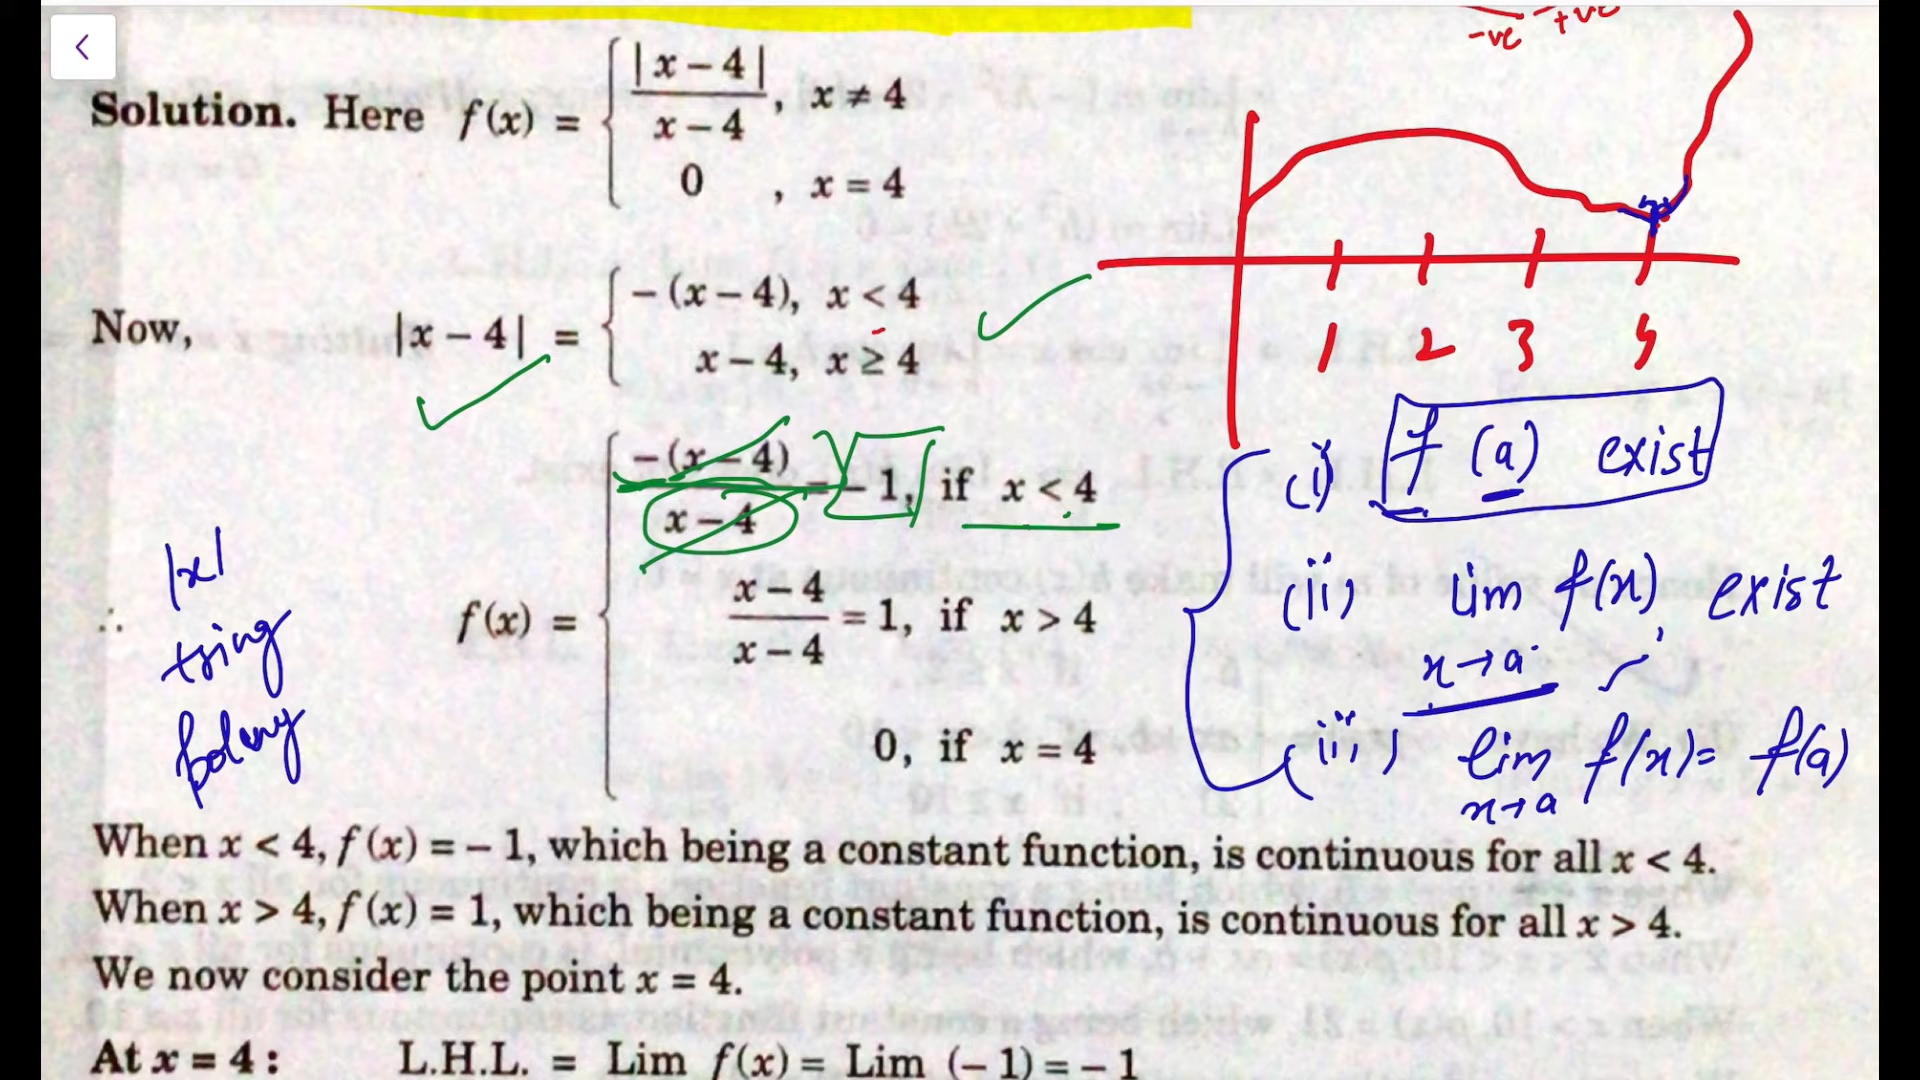 -ve +ve
Solution. Here f(x) = { |x – 4| / x – 4 , x ≠ 4
0 , x = 4
Now, |x – 4| = { – (x – 4), x < 4
x – 4, x ≥ 4
1 2 3 4
∴ f(x) = { – (x – 4) / x – 4 = – 1, if x < 4
x – 4 / x – 4 = 1, if x > 4
0, if x = 4
|x|
(i) f (a) exist
(ii) lim x→a f(x) exist
(iii) lim x→a f(x) = f(a)
When x < 4, f (x) = – 1, which being a constant function, is continuous for all x < 4.
When x > 4, f (x) = 1, which being a constant function, is continuous for all x > 4.
We now consider the point x = 4.
At x = 4 : L.H.L. = Lim f(x) = Lim (– 1) = – 1